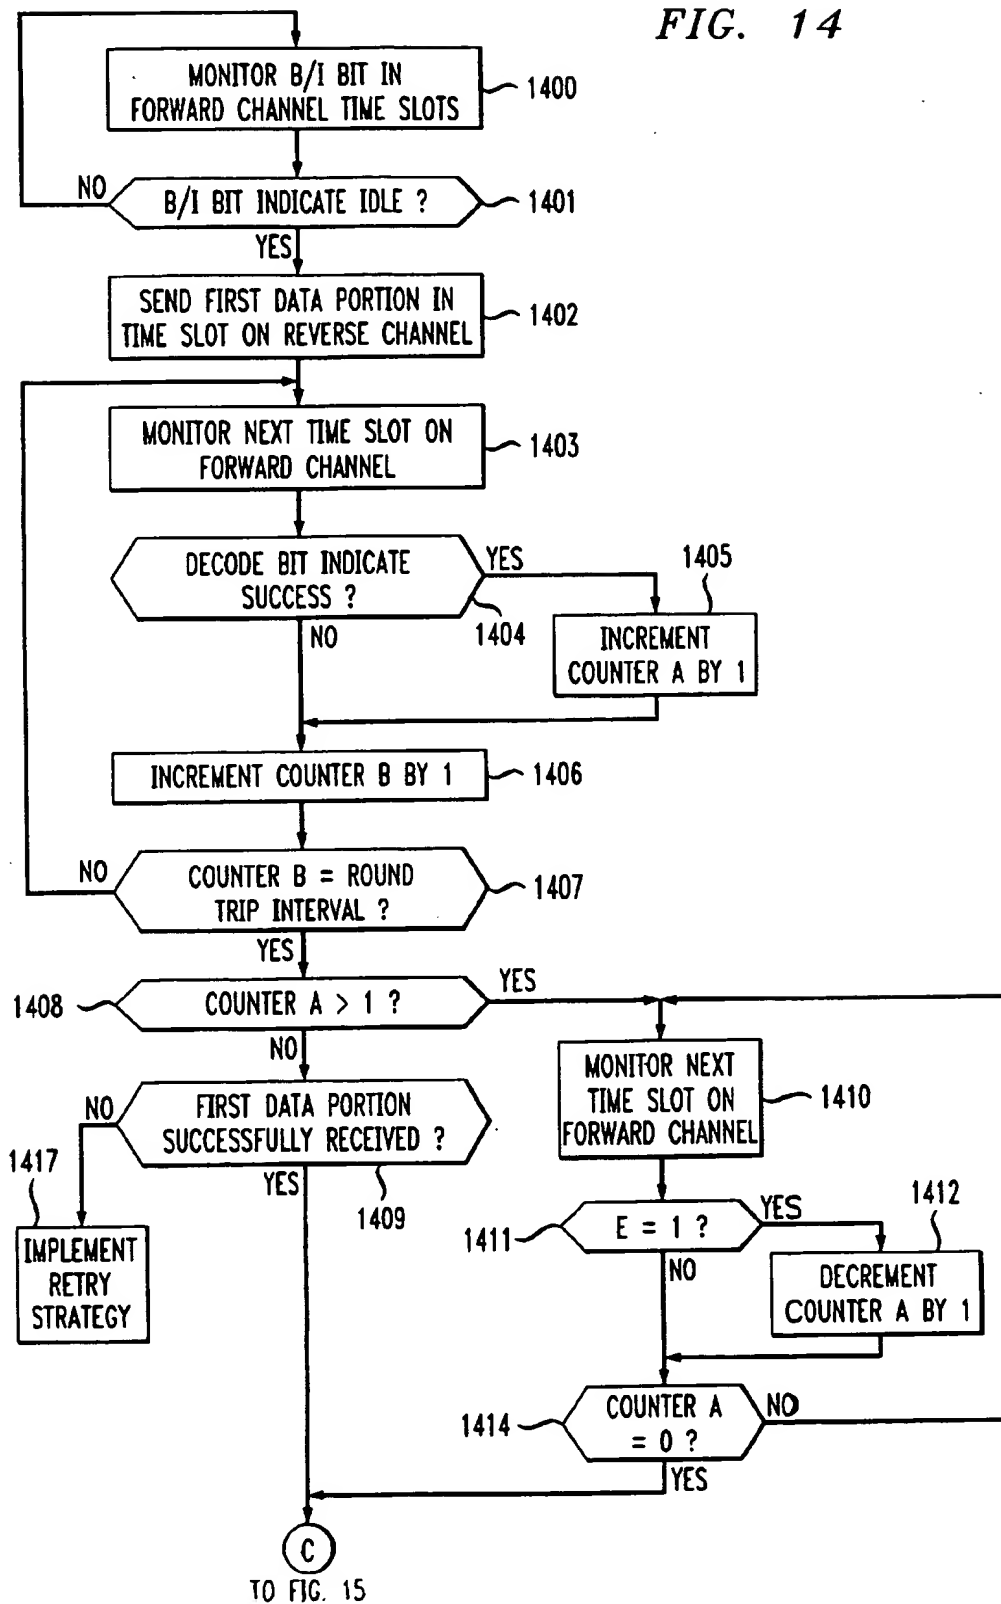 FIG. 14
MONITOR B/I BIT IN
FORWARD CHANNEL TIME SLOTS
1400
NO
B/I BIT INDICATE IDLE ?
1401
YES
SEND FIRST DATA PORTION IN
TIME SLOT ON REVERSE CHANNEL
1402
MONITOR NEXT TIME SLOT ON
FORWARD CHANNEL
1403
DECODE BIT INDICATE
SUCCESS ?
YES
1404
NO
1405
INCREMENT
COUNTER A BY 1
INCREMENT COUNTER B BY 1
1406
NO
COUNTER B = ROUND
TRIP INTERVAL ?
1407
YES
1408
COUNTER A > 1 ?
YES
NO
NO
FIRST DATA PORTION
SUCCESSFULLY RECEIVED ?
YES
1409
1417
IMPLEMENT
RETRY
STRATEGY
MONITOR NEXT
TIME SLOT ON
FORWARD CHANNEL
1410
1411
E = 1 ?
YES
NO
1412
DECREMENT
COUNTER A BY 1
1414
COUNTER A
= 0 ?
NO
YES
C
TO FIG. 15